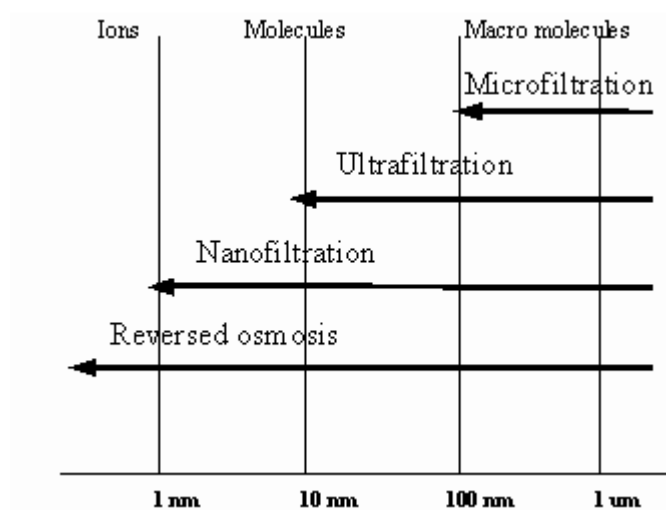 Ions Molecules Macro molecules
Microfiltration
Ultrafiltration
Nanofiltration
Reversed osmosis
1 nm 10 nm 100 nm 1 um